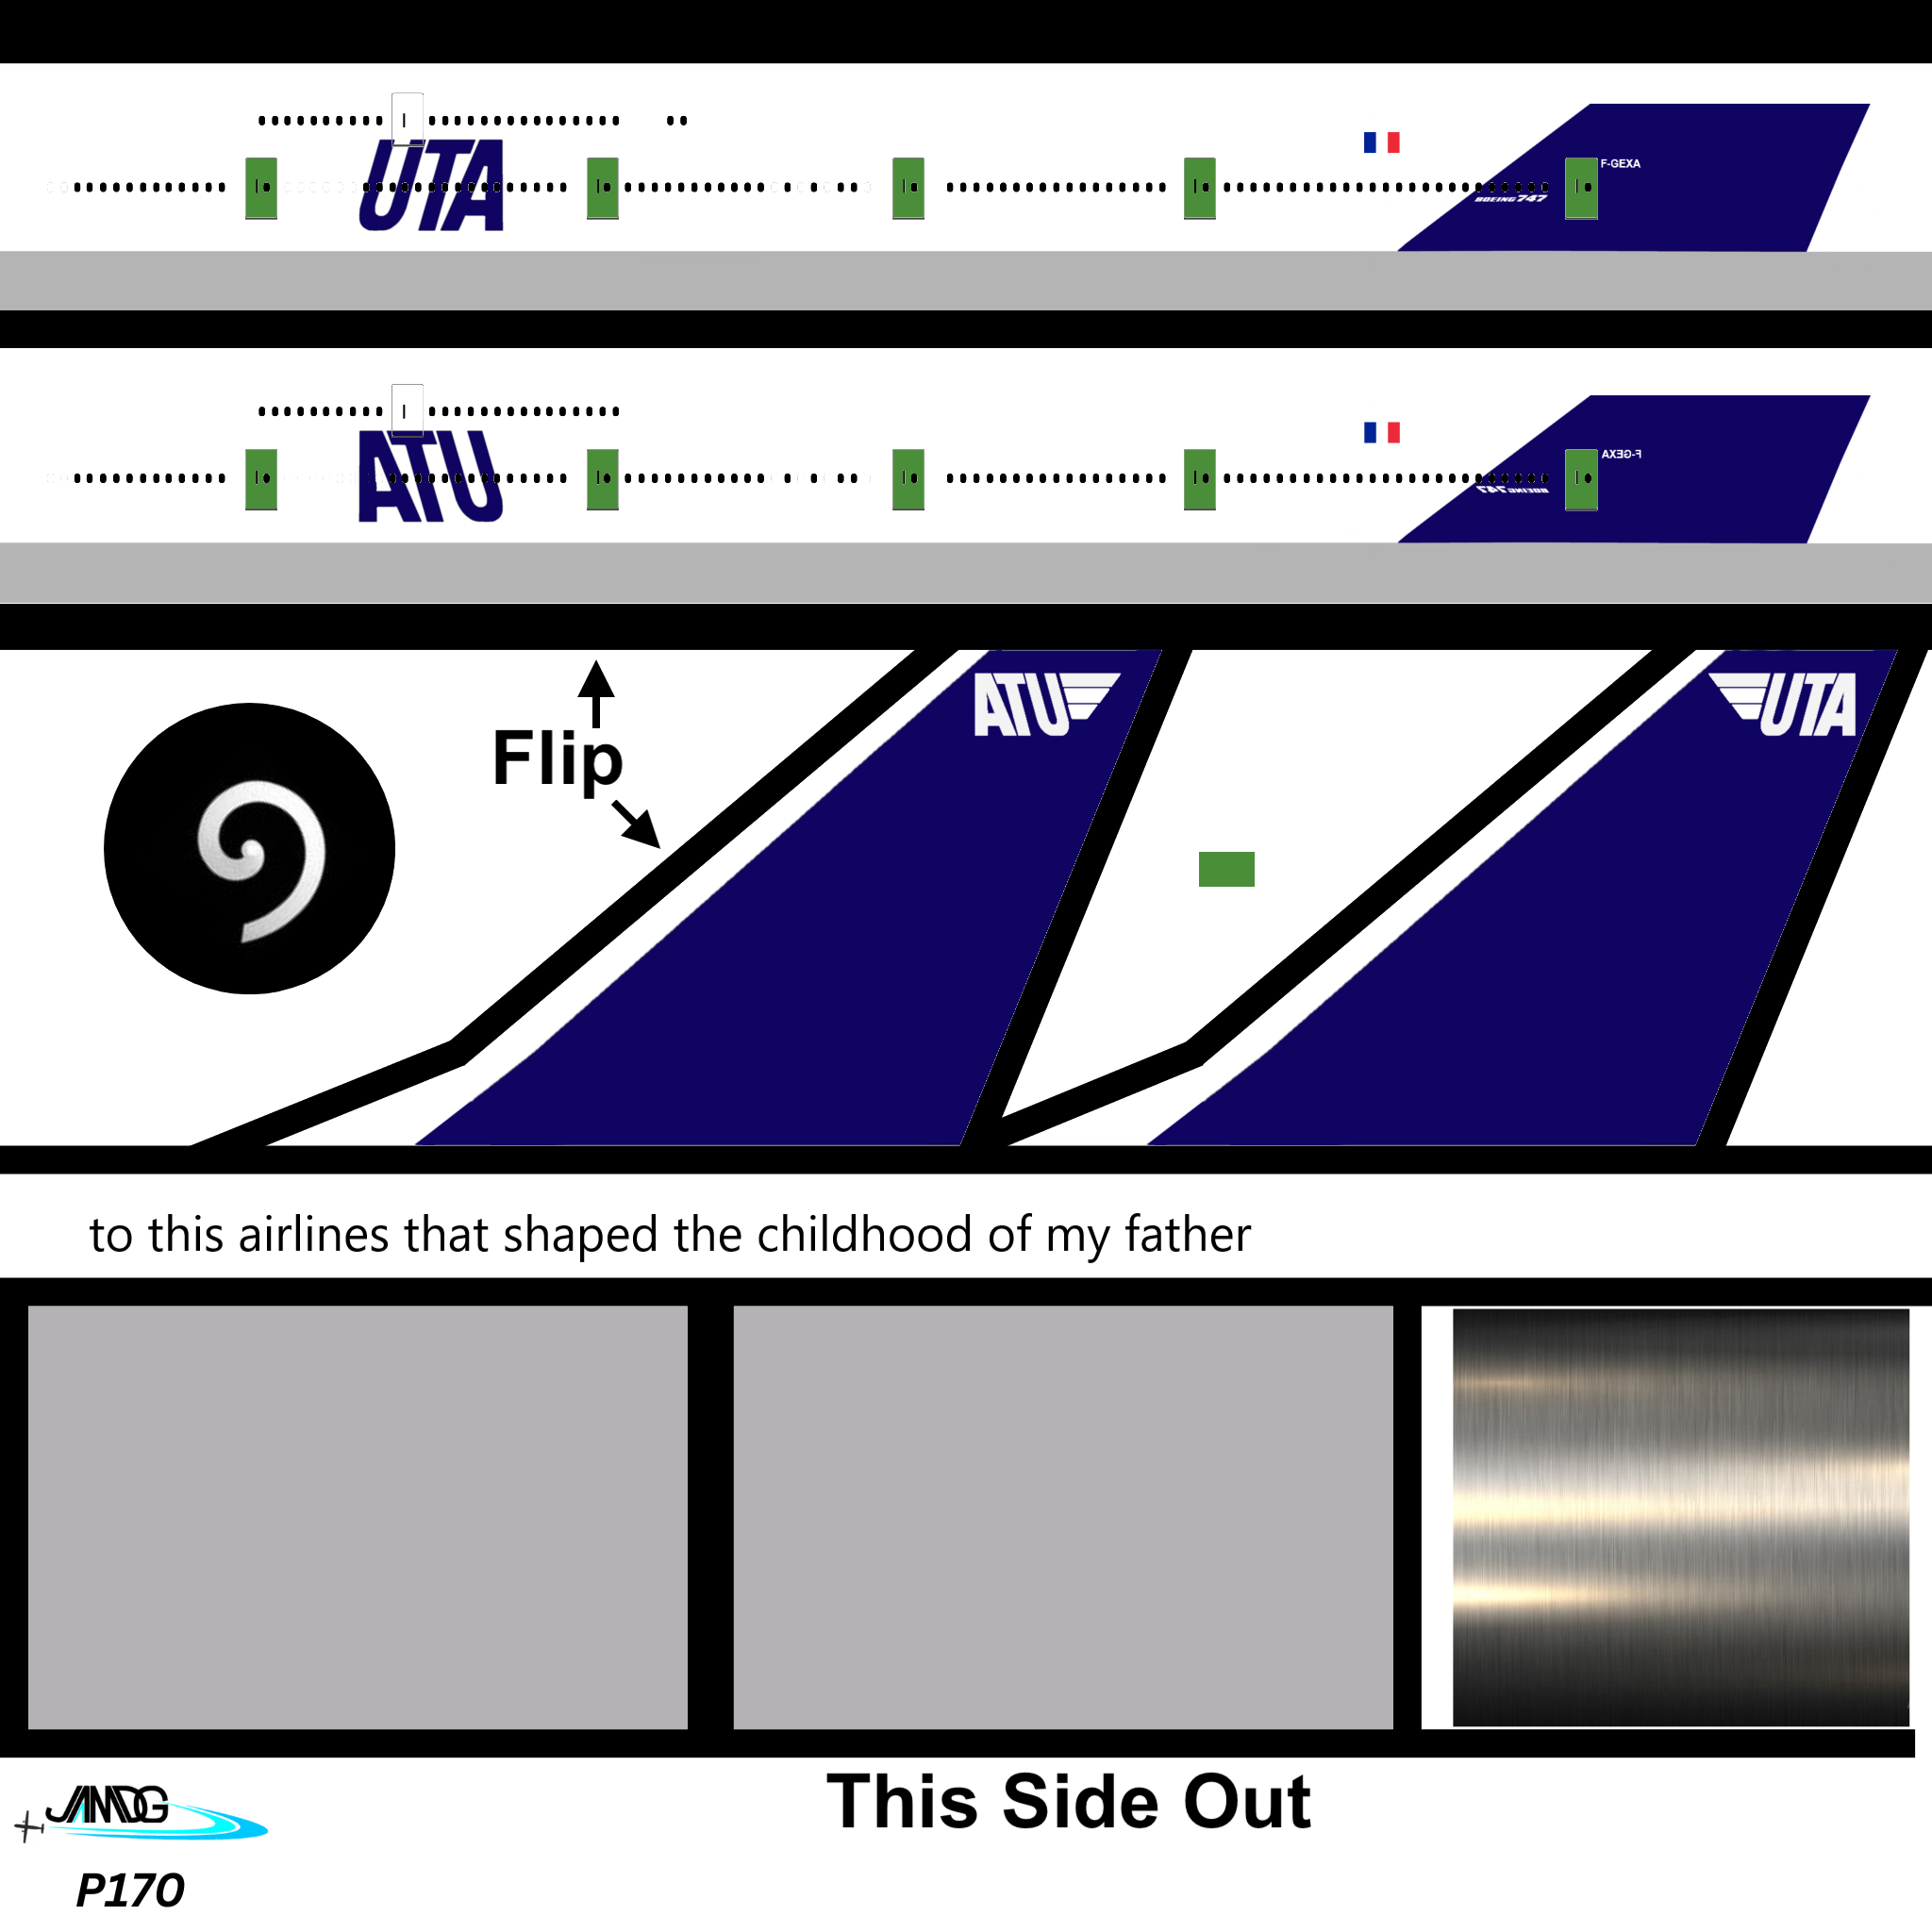 UTA
F-GEXA
BOEING 747
ATU
F-GEXA
BOEING 747
Flip
ATU
UTA
to this airlines that shaped the childhood of my father
This Side Out
JAMDG
P170